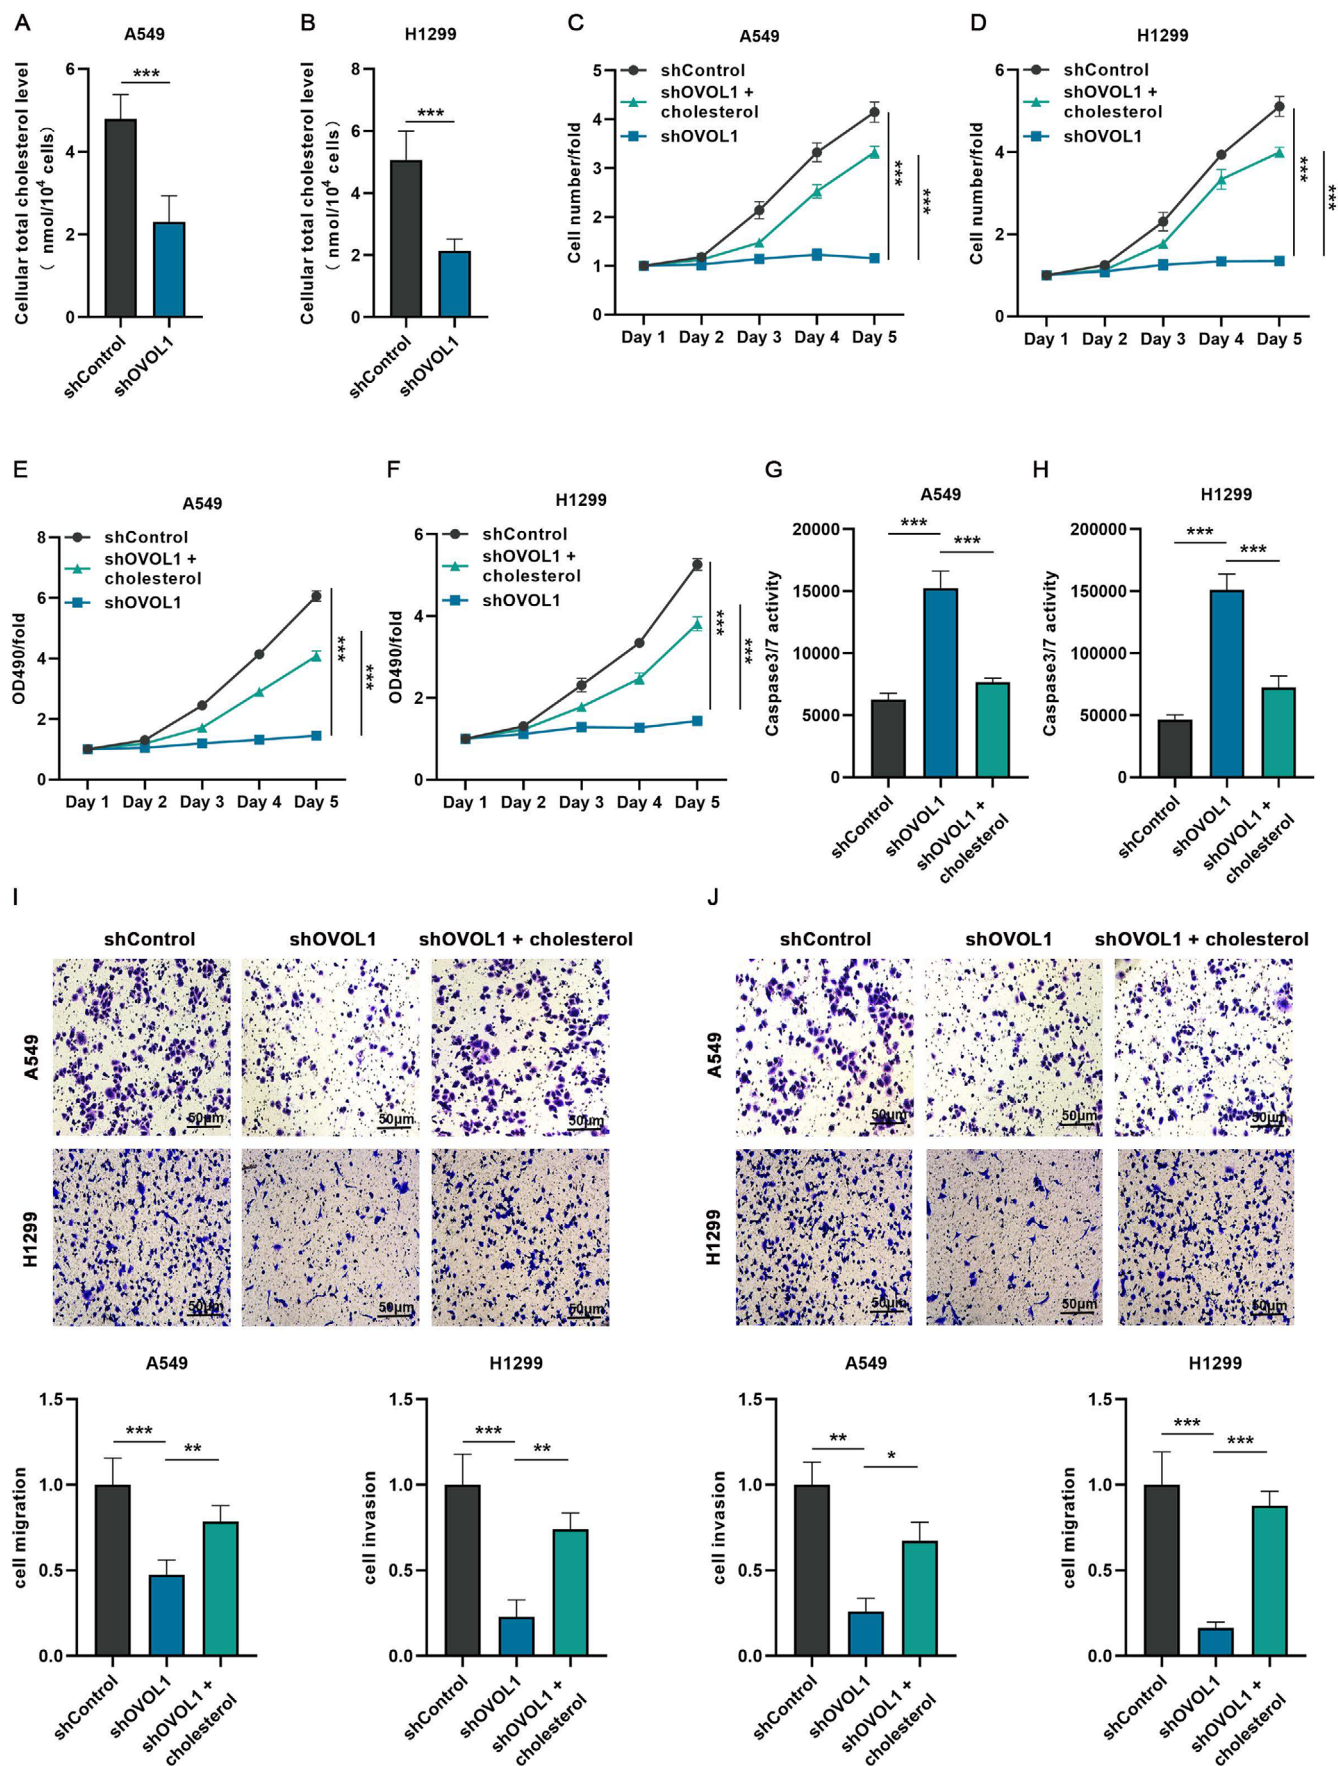 A
A549
Cellular total cholesterol level
( nmol/10⁴ cells)
6
4
2
0
***
shControl
shOVOL1
B
H1299
Cellular total cholesterol level
( nmol/10⁴ cells)
8
6
4
2
0
***
shControl
shOVOL1
C
A549
Cell number/fold
5
4
3
2
1
0
shControl
shOVOL1 +
cholesterol
shOVOL1
***
***
Day 1 Day 2 Day 3 Day 4 Day 5
D
H1299
Cell number/fold
6
4
2
0
shControl
shOVOL1 +
cholesterol
shOVOL1
***
***
Day 1 Day 2 Day 3 Day 4 Day 5
E
A549
OD490/fold
8
6
4
2
0
shControl
shOVOL1 +
cholesterol
shOVOL1
***
***
Day 1 Day 2 Day 3 Day 4 Day 5
F
H1299
OD490/fold
6
4
2
0
shControl
shOVOL1 +
cholesterol
shOVOL1
***
***
Day 1 Day 2 Day 3 Day 4 Day 5
G
A549
Caspase3/7 activity
20000
15000
10000
5000
0
***
***
shControl
shOVOL1
shOVOL1 +
cholesterol
H
H1299
Caspase3/7 activity
200000
150000
100000
50000
0
***
***
shControl
shOVOL1
shOVOL1 +
cholesterol
I
shControl shOVOL1 shOVOL1 + cholesterol
A549
50μm 50μm 50μm
H1299
50μm 50μm 50μm
J
shControl shOVOL1 shOVOL1 + cholesterol
A549
50μm 50μm 50μm
H1299
50μm 50μm 50μm
A549
cell migration
1.5
1.0
0.5
0.0
***
**
shControl
shOVOL1
shOVOL1 +
cholesterol
H1299
cell invasion
1.5
1.0
0.5
0.0
***
**
shControl
shOVOL1
shOVOL1 +
cholesterol
A549
cell invasion
1.5
1.0
0.5
0.0
**
*
shControl
shOVOL1
shOVOL1 +
cholesterol
H1299
cell migration
1.5
1.0
0.5
0.0
***
***
shControl
shOVOL1
shOVOL1 +
cholesterol